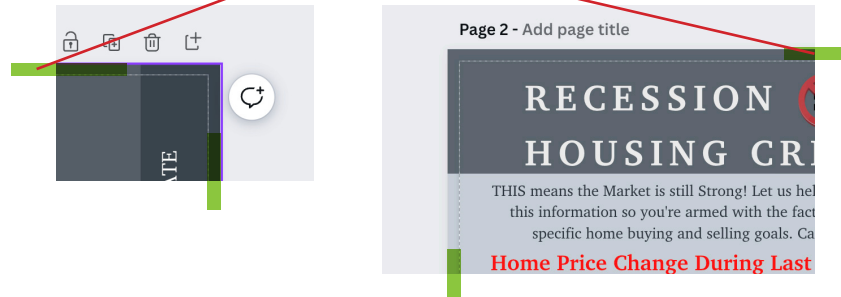 ATE
Page 2 - Add page title
RECESSION
HOUSING CRI
THIS means the Market is still Strong! Let us hel
this information so you're armed with the fact
specific home buying and selling goals. Ca
Home Price Change During Last